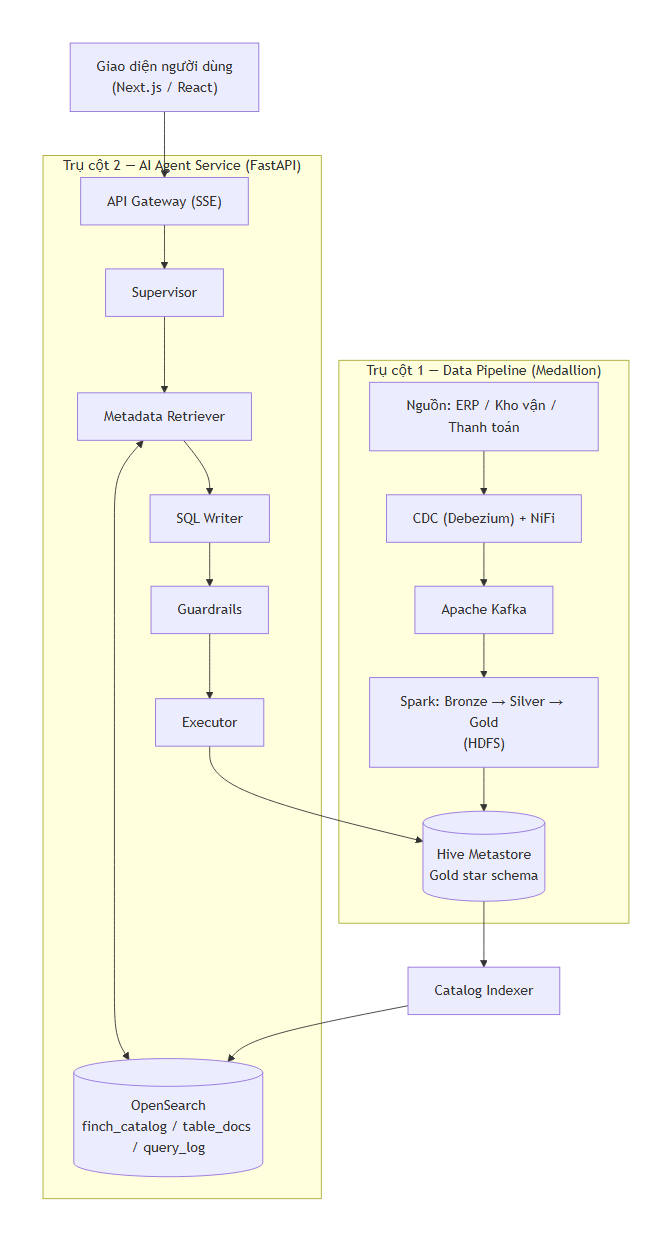 Giao diện người dùng
(Next.js / React)
Trụ cột 2 — AI Agent Service (FastAPI)
API Gateway (SSE)
Supervisor
Metadata Retriever
SQL Writer
Guardrails
Executor
OpenSearch
finch_catalog / table_docs
/ query_log
Trụ cột 1 — Data Pipeline (Medallion)
Nguồn: ERP / Kho vận /
Thanh toán
CDC (Debezium) + NiFi
Apache Kafka
Spark: Bronze → Silver →
Gold
(HDFS)
Hive Metastore
Gold star schema
Catalog Indexer